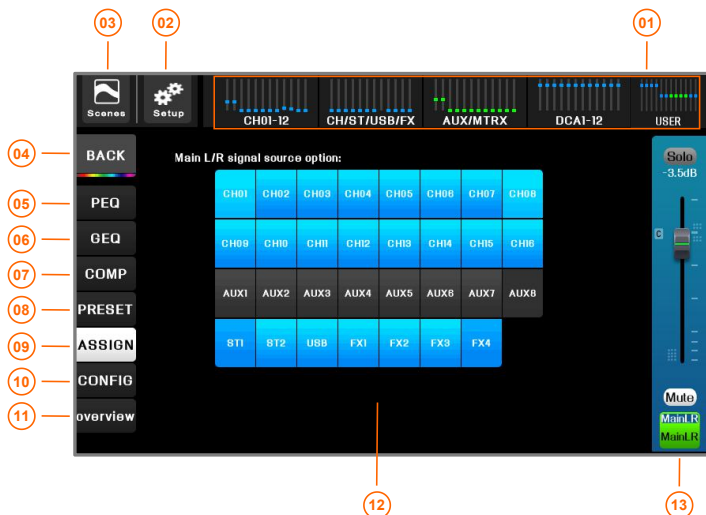 03
02
01
Scenes
Setup
CH01-12
CH/ST/USB/FX
AUX/MTRX
DCA1-12
USER
04
BACK
Main L/R signal source option:
Solo
-3.5dB
CH01 CH02 CH03 CH04 CH05 CH06 CH07 CH08
05
PEQ
06
GEQ
C
CH09 CH10 CH11 CH12 CH13 CH14 CH15 CH16
07
COMP
AUX1 AUX2 AUX3 AUX4 AUX5 AUX6 AUX7 AUX8
08
PRESET
09
ASSIGN
ST1 ST2 USB FX1 FX2 FX3 FX4
10
CONFIG
Mute
11
overview
MainLR
MainLR
12
13